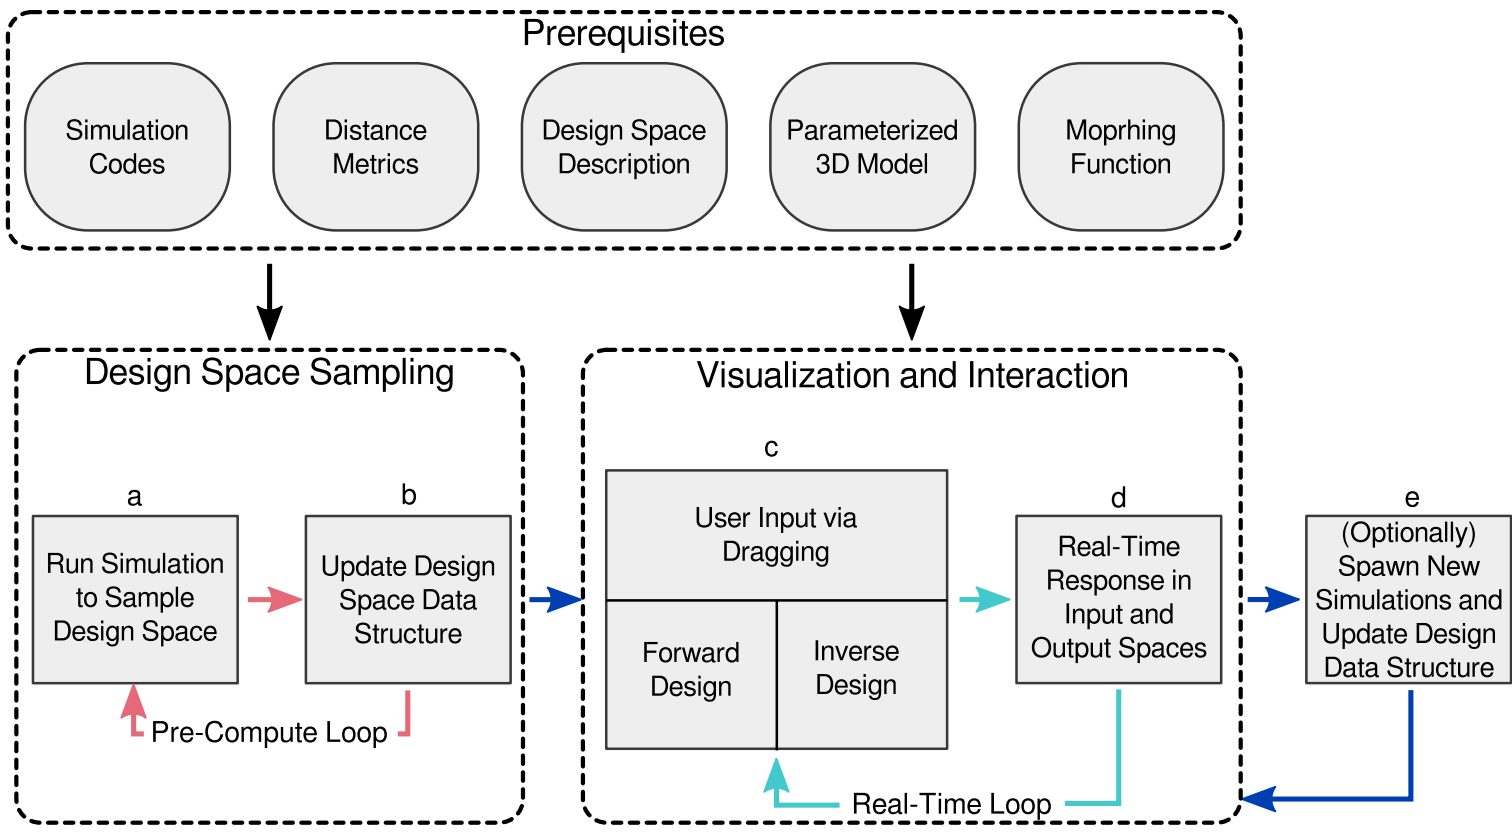 Prerequisites
Simulation
Codes
Distance
Metrics
Design Space
Description
Parameterized
3D Model
Moprhing
Function
Design Space Sampling
a
Run Simulation
to Sample
Design Space
b
Update Design
Space Data
Structure
Pre-Compute Loop
Visualization and Interaction
c
User Input via
Dragging
Forward
Design
Inverse
Design
d
Real-Time
Response in
Input and
Output Spaces
Real-Time Loop
e
(Optionally)
Spawn New
Simulations and
Update Design
Data Structure